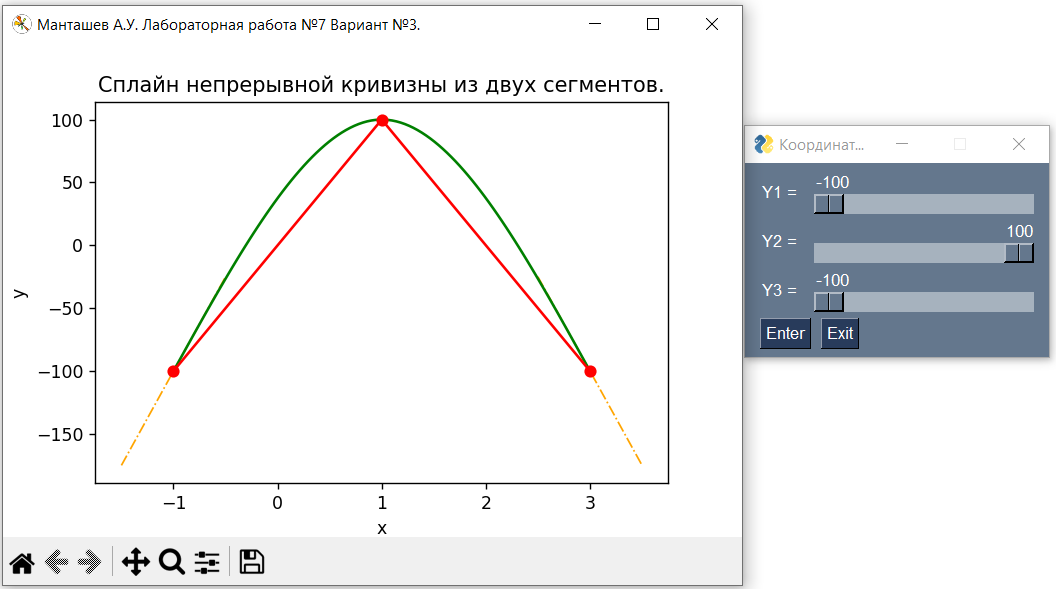 Манташев А.У. Лабораторная работа №7 Вариант №3.
Сплайн непрерывной кривизны из двух сегментов.
100
50
0
−50
−100
−150
y
−1 0 1 2 3
x
Координат...
-100
Y1 =
100
Y2 =
-100
Y3 =
Enter Exit